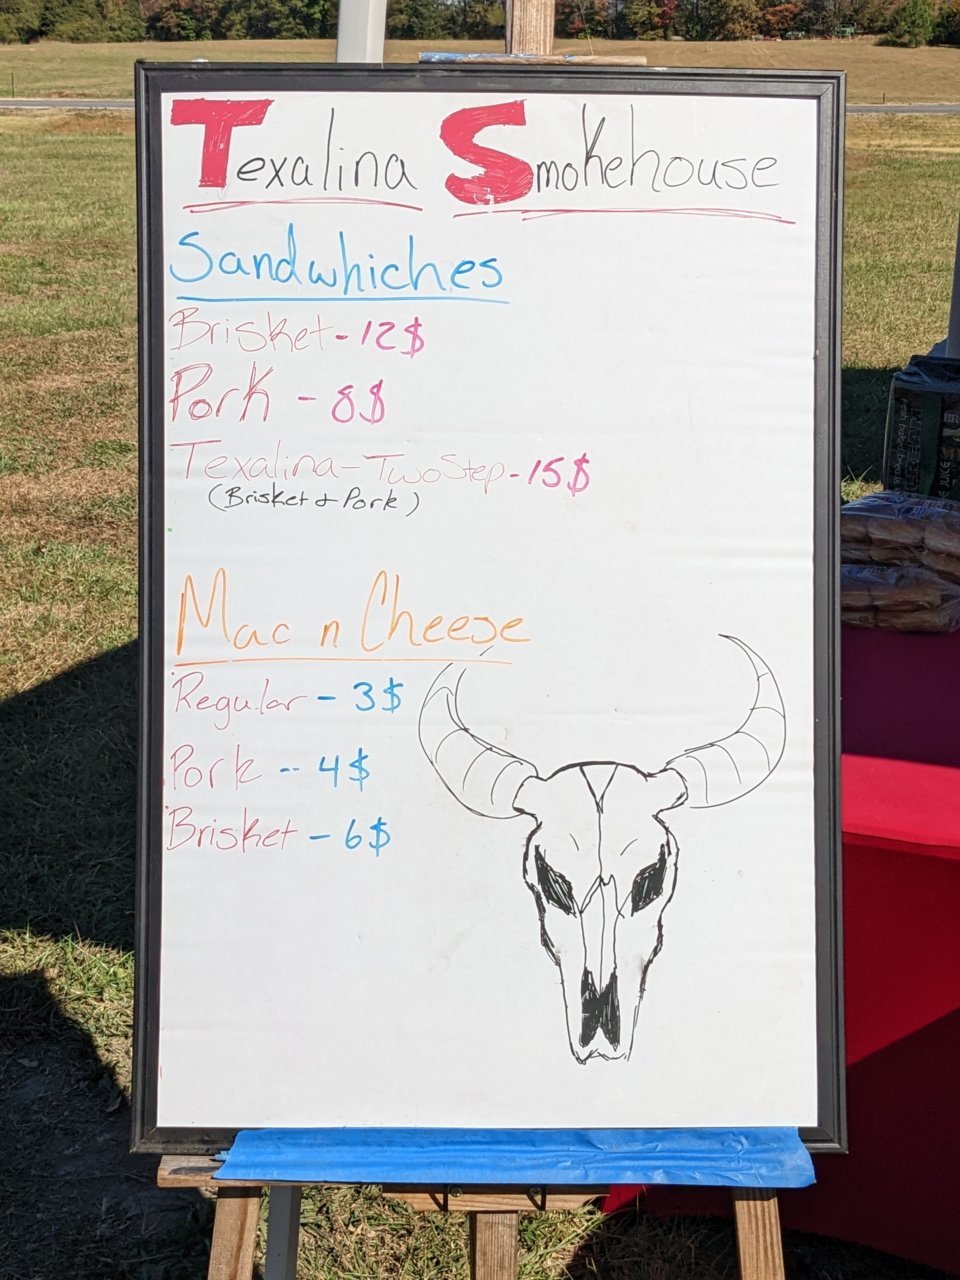 Texalina Smokehouse
Sandwhiches
Brisket - 12$
Pork - 8$
Texalina - Two Step - 15$
(Brisket & Pork)
Mac n Cheese
Regular - 3$
Pork -- 4$
Brisket - 6$